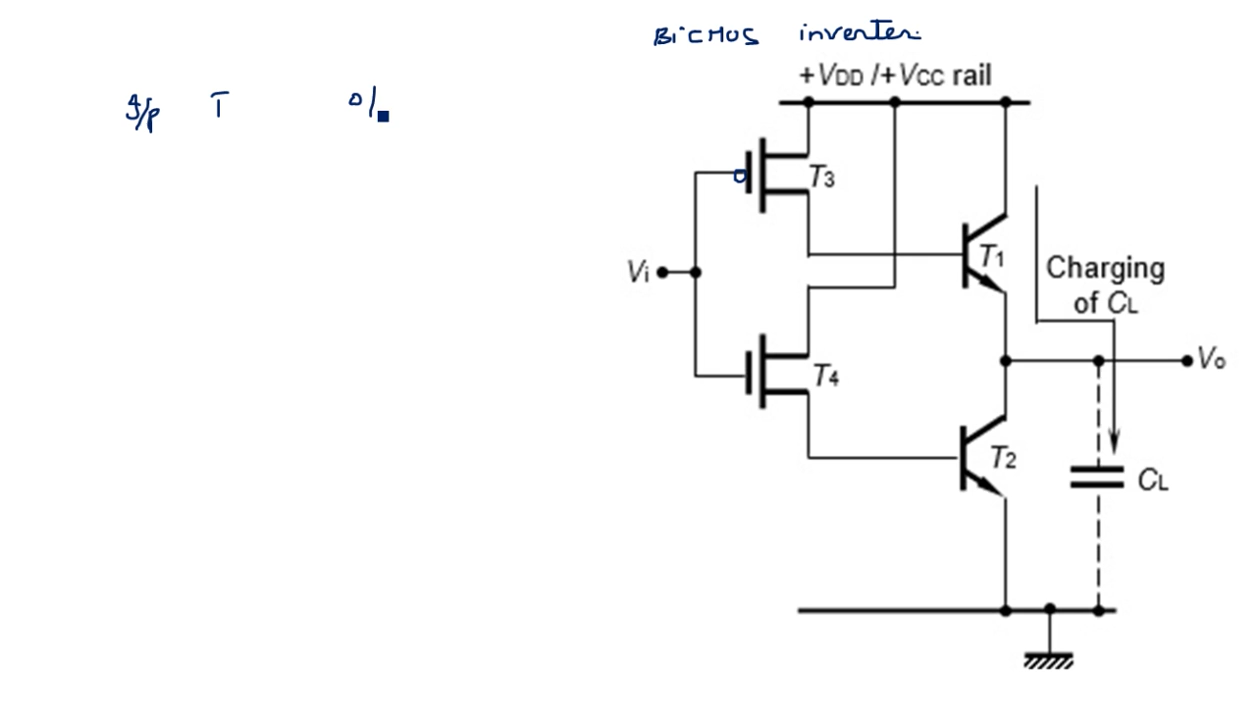 BiCMOS inverter
+VDD /+VCC rail
I/p T o/
T3
T1
Vi
Charging
of CL
Vo
T4
T2
CL